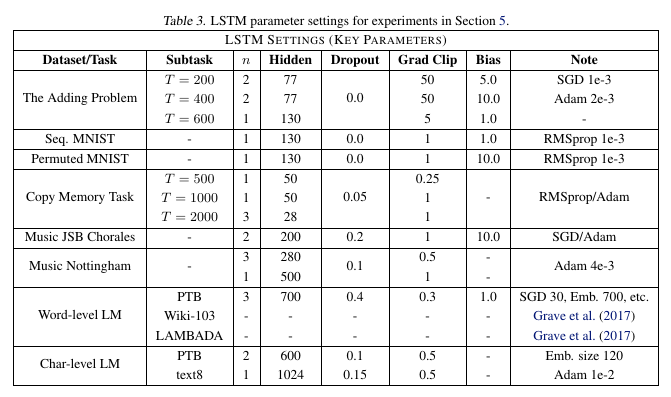 Table 3. LSTM parameter settings for experiments in Section 5.
LSTM SETTINGS (KEY PARAMETERS)
Dataset/Task Subtask n Hidden Dropout Grad Clip Bias Note
The Adding Problem T = 200 2 77 0.0 50 5.0 SGD 1e-3
T = 400 2 77 50 10.0 Adam 2e-3
T = 600 1 130 5 1.0 -
Seq. MNIST - 1 130 0.0 1 1.0 RMSprop 1e-3
Permuted MNIST - 1 130 0.0 1 10.0 RMSprop 1e-3
Copy Memory Task T = 500 1 50 0.05 0.25 - RMSprop/Adam
T = 1000 1 50 1
T = 2000 3 28 1
Music JSB Chorales - 2 200 0.2 1 10.0 SGD/Adam
Music Nottingham - 3 280 0.1 0.5 - Adam 4e-3
1 500 1 -
Word-level LM PTB 3 700 0.4 0.3 1.0 SGD 30, Emb. 700, etc.
Wiki-103 - - - - - Grave et al. (2017)
LAMBADA - - - - - Grave et al. (2017)
Char-level LM PTB 2 600 0.1 0.5 - Emb. size 120
text8 1 1024 0.15 0.5 - Adam 1e-2